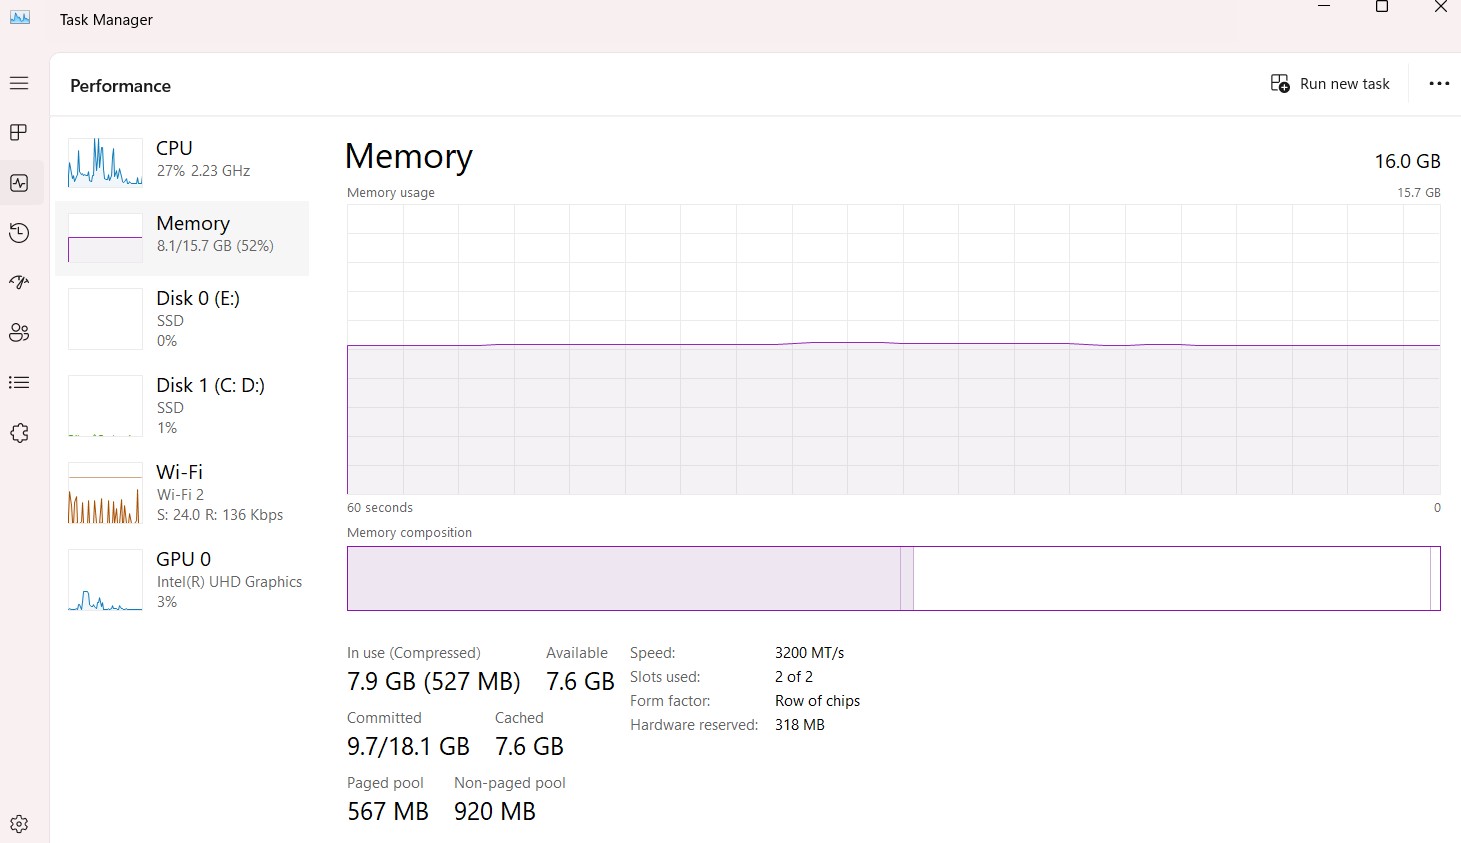 Task Manager
Performance
Run new task
CPU
27% 2.23 GHz
Memory
8.1/15.7 GB (52%)
Disk 0 (E:)
SSD
0%
Disk 1 (C: D:)
SSD
1%
Wi-Fi
Wi-Fi 2
S: 24.0 R: 136 Kbps
GPU 0
Intel(R) UHD Graphics
3%
Memory
16.0 GB
Memory usage
15.7 GB
60 seconds
0
Memory composition
In use (Compressed)
7.9 GB (527 MB)
Available
7.6 GB
Committed
9.7/18.1 GB
Cached
7.6 GB
Paged pool
567 MB
Non-paged pool
920 MB
Speed: 3200 MT/s
Slots used: 2 of 2
Form factor: Row of chips
Hardware reserved: 318 MB